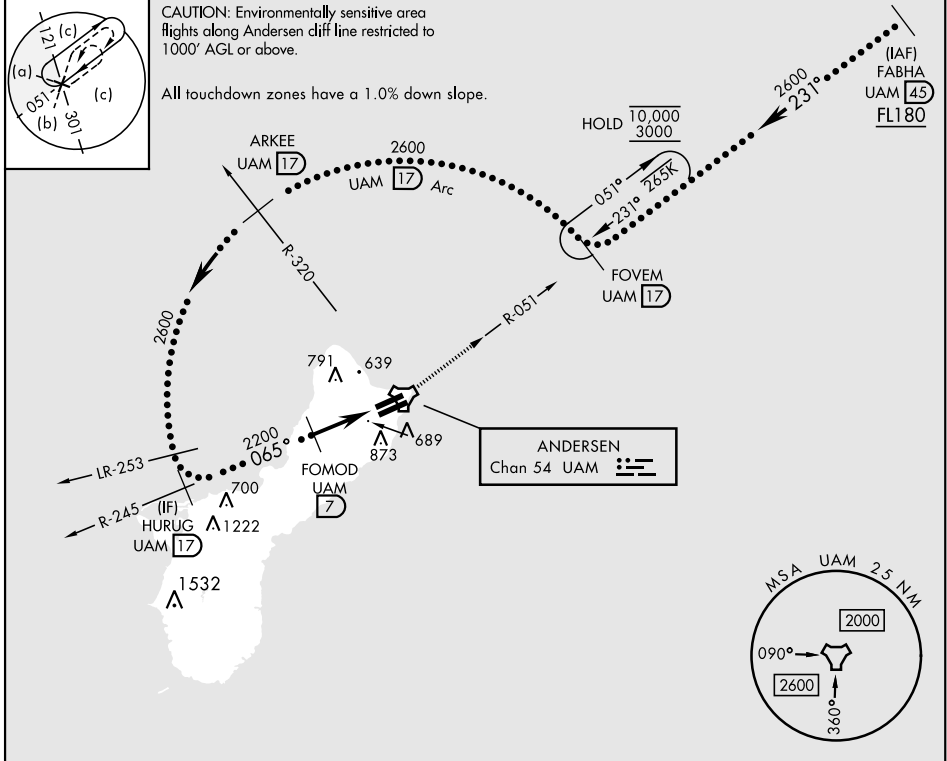 CAUTION: Environmentally sensitive area
flights along Andersen cliff line restricted to
1000' AGL or above.
All touchdown zones have a 1.0% down slope.
121
(c)
(a)
(c)
051
(b)
301
(IAF)
FABHA
UAM 45
FL180
2600
231°
HOLD 10,000
3000
051°
265K
231°
ARKEE
UAM 17
2600
UAM 17 Arc
FOVEM
UAM 17
R-320
R-051
2600
791
639
2200
065°
689
873
ANDERSEN
Chan 54 UAM
FOMOD
UAM
7
LR-253
R-245
(IF)
HURUG
UAM 17
700
1222
1532
MSA UAM 25 NM
2000
090°
2600
360°